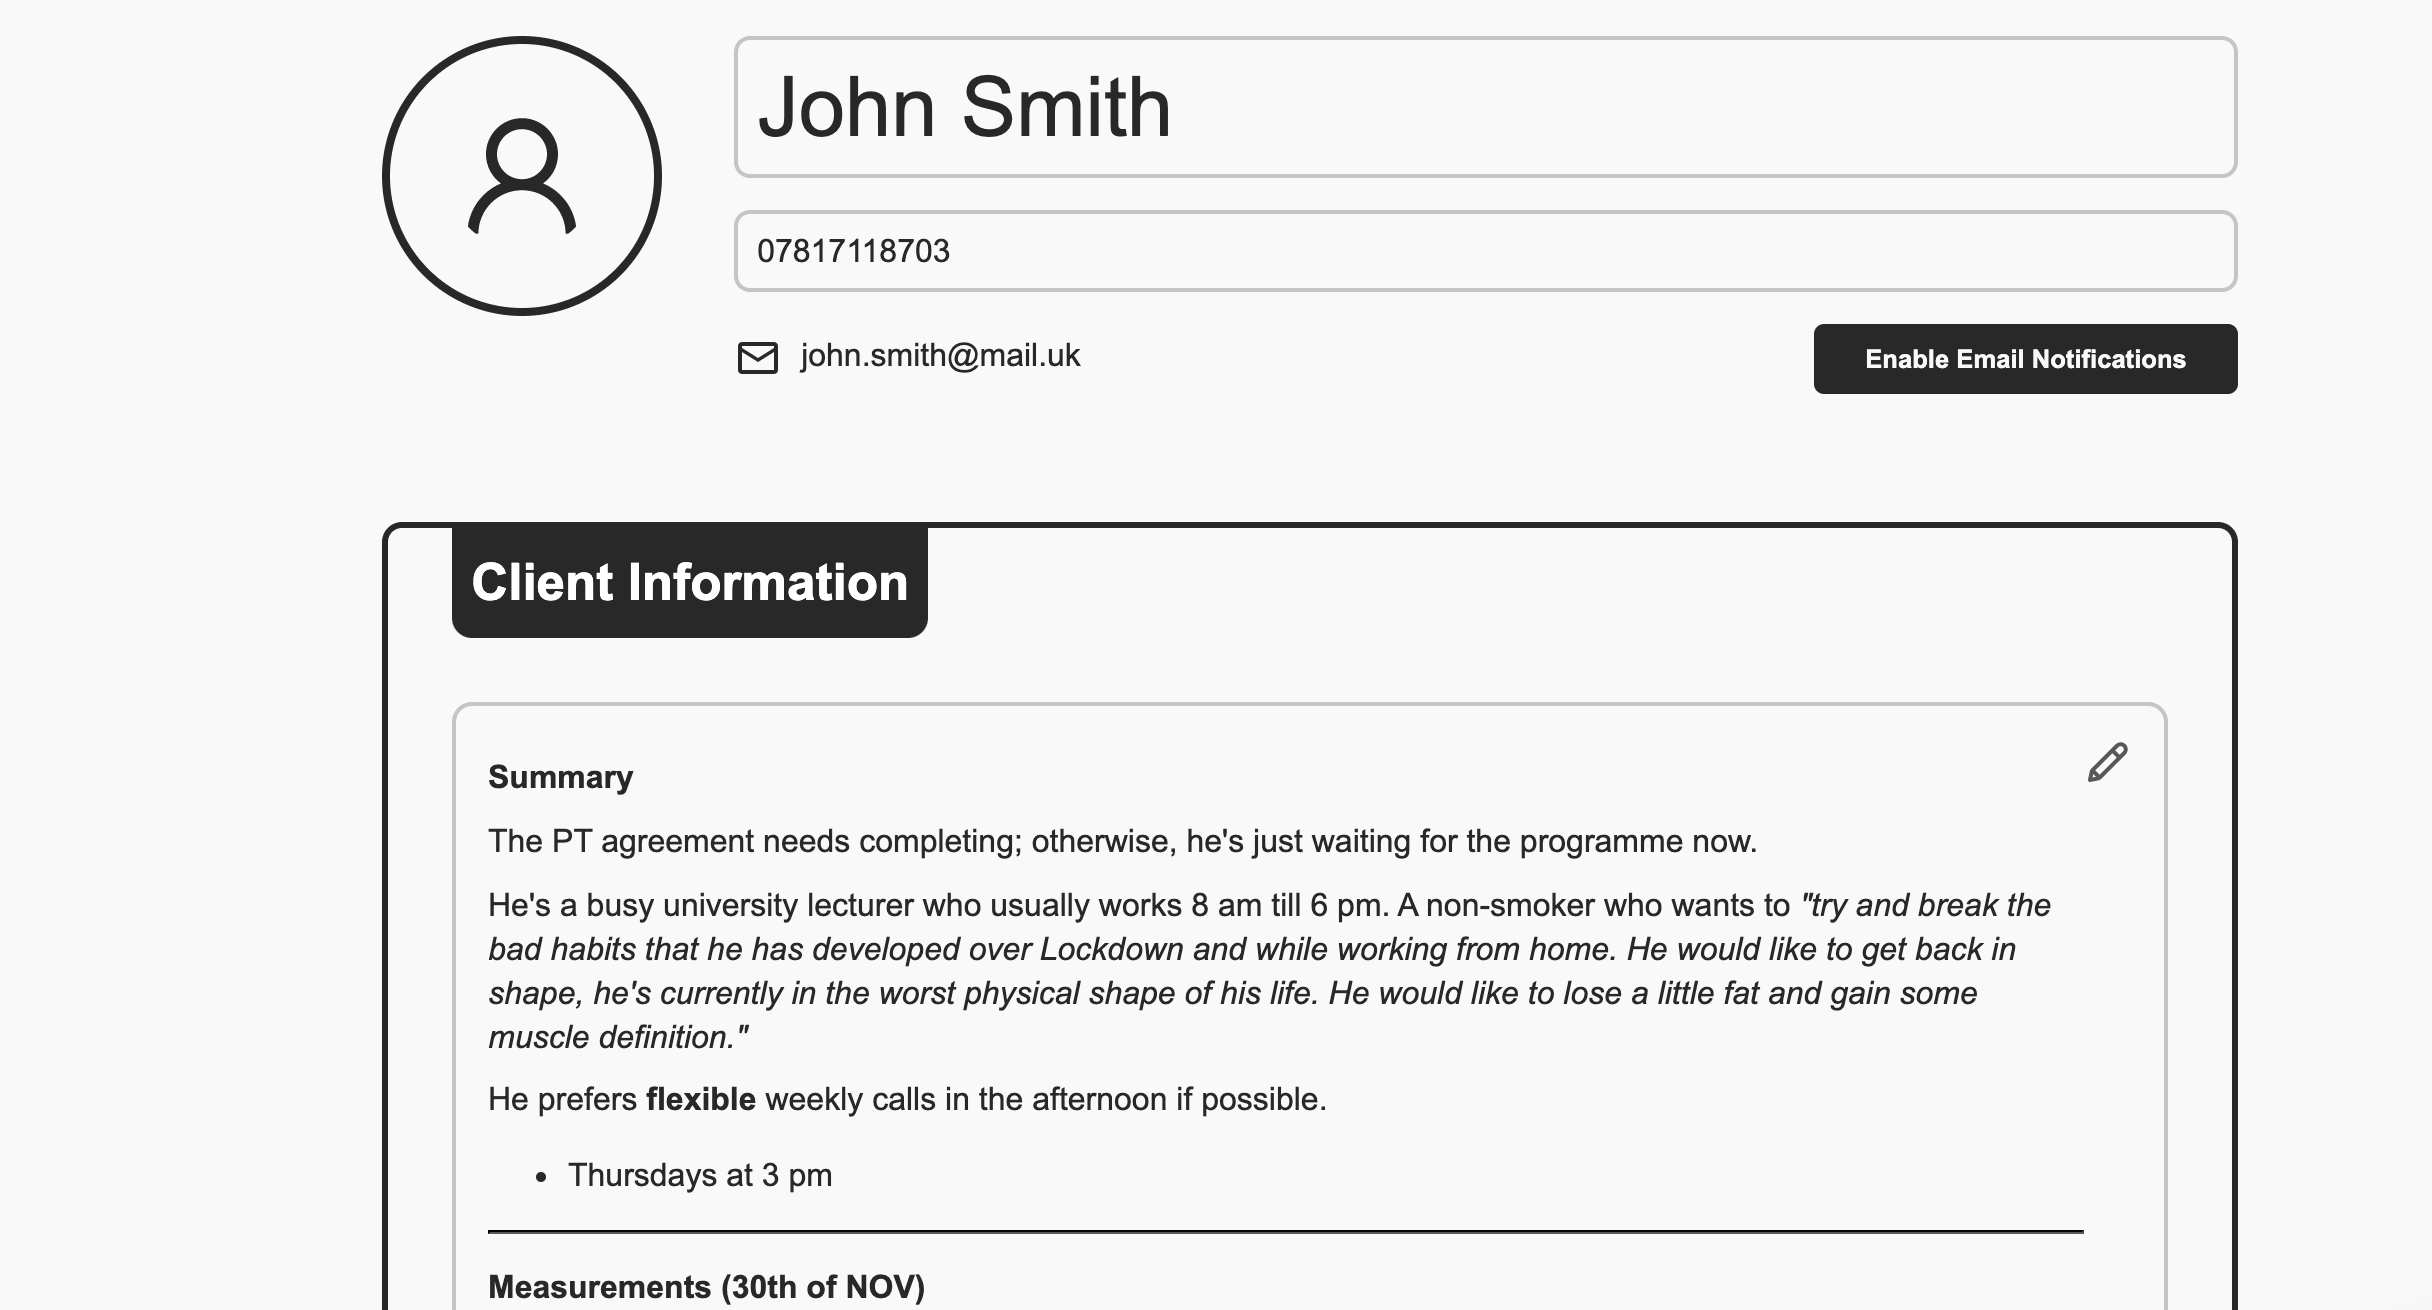 John Smith
07817118703
john.smith@mail.uk
Enable Email Notifications
Client Information
Summary
The PT agreement needs completing; otherwise, he's just waiting for the programme now.
He's a busy university lecturer who usually works 8 am till 6 pm. A non-smoker who wants to "try and break the
bad habits that he has developed over Lockdown and while working from home. He would like to get back in
shape, he's currently in the worst physical shape of his life. He would like to lose a little fat and gain some
muscle definition."
He prefers flexible weekly calls in the afternoon if possible.
• Thursdays at 3 pm
Measurements (30th of NOV)